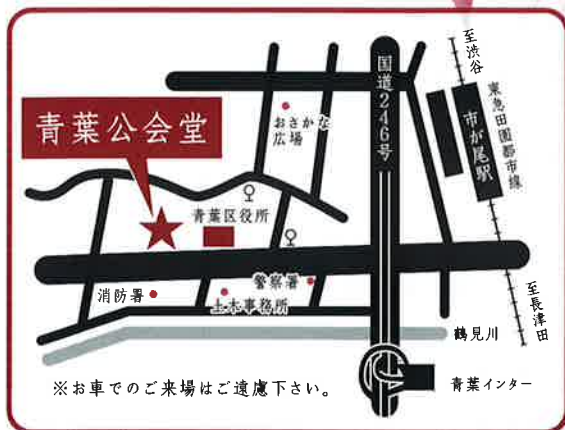 至渋谷
国道246号
東急田園都市線
市が尾駅
おさかな
広場
青葉公会堂
青葉区役所
警察署
消防署
土木事務所
至長津田
鶴見川
青葉インター
※お車でのご来場はご遠慮下さい。